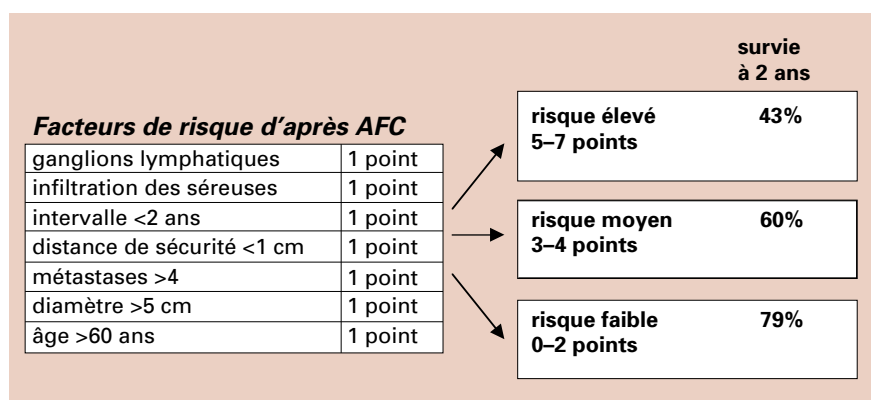 Facteurs de risque d'après AFC
ganglions lymphatiques 1 point
infiltration des séreuses 1 point
intervalle <2 ans 1 point
distance de sécurité <1 cm 1 point
métastases >4 1 point
diamètre >5 cm 1 point
âge >60 ans 1 point
survie
à 2 ans
risque élevé 43%
5–7 points
risque moyen 60%
3–4 points
risque faible 79%
0–2 points